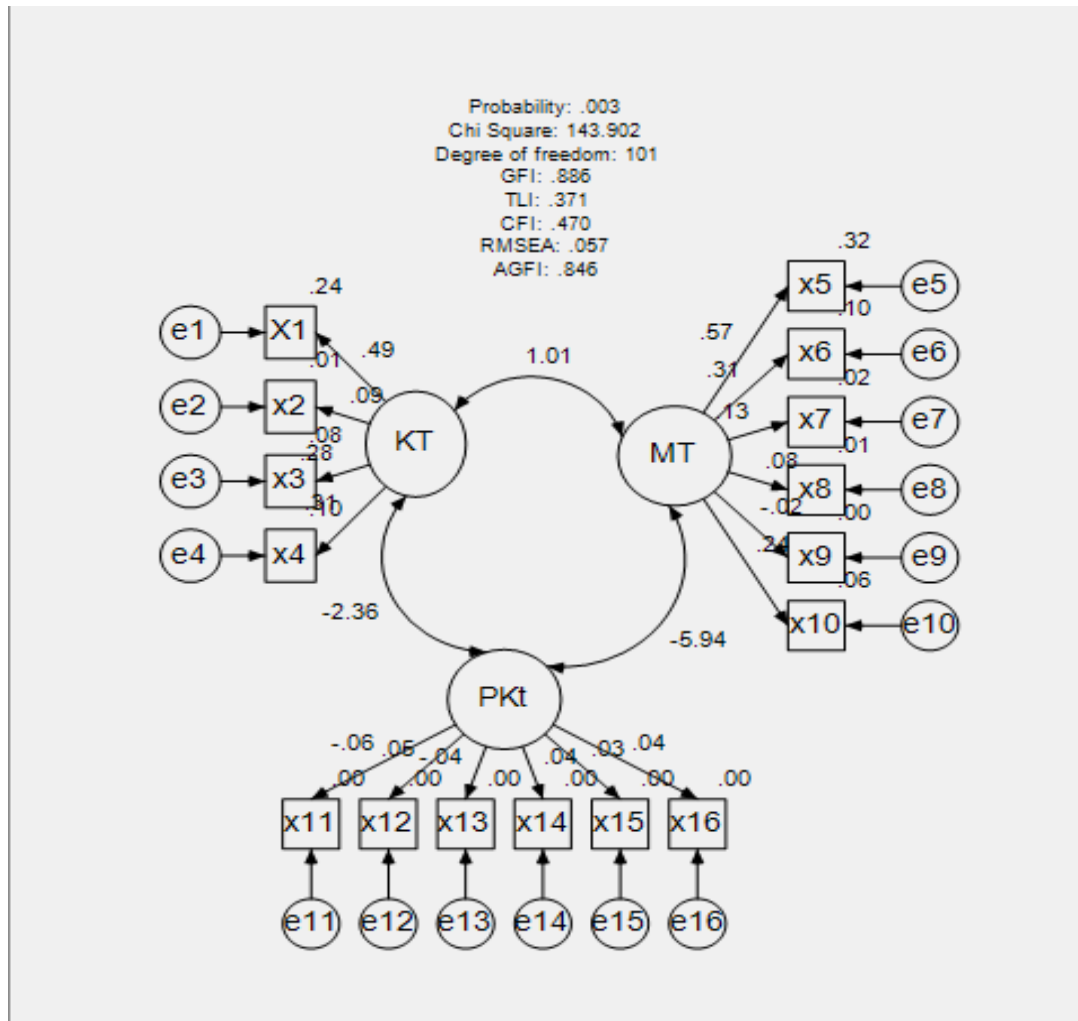 Probability: .003
Chi Square: 143.902
Degree of freedom: 101
GFI: .886
TLI: .371
CFI: .470
RMSEA: .057
AGFI: .846
.32
x5
e5
.24
.10
e1
X1
.49
1.01
.57
x6
e6
.01
.31
.02
e2
x2
.09
KT
MT
.13
x7
e7
.08
.01
e3
x3
.28
.08
x8
e8
.31
-.02
.00
.10
e4
x4
.24
x9
e9
.06
-2.36
x10
e10
-5.94
PKt
-.06
.05
-.04
.04
.03
.04
.00
.00
.00
.00
.00
.00
x11
x12
x13
x14
x15
x16
e11
e12
e13
e14
e15
e16